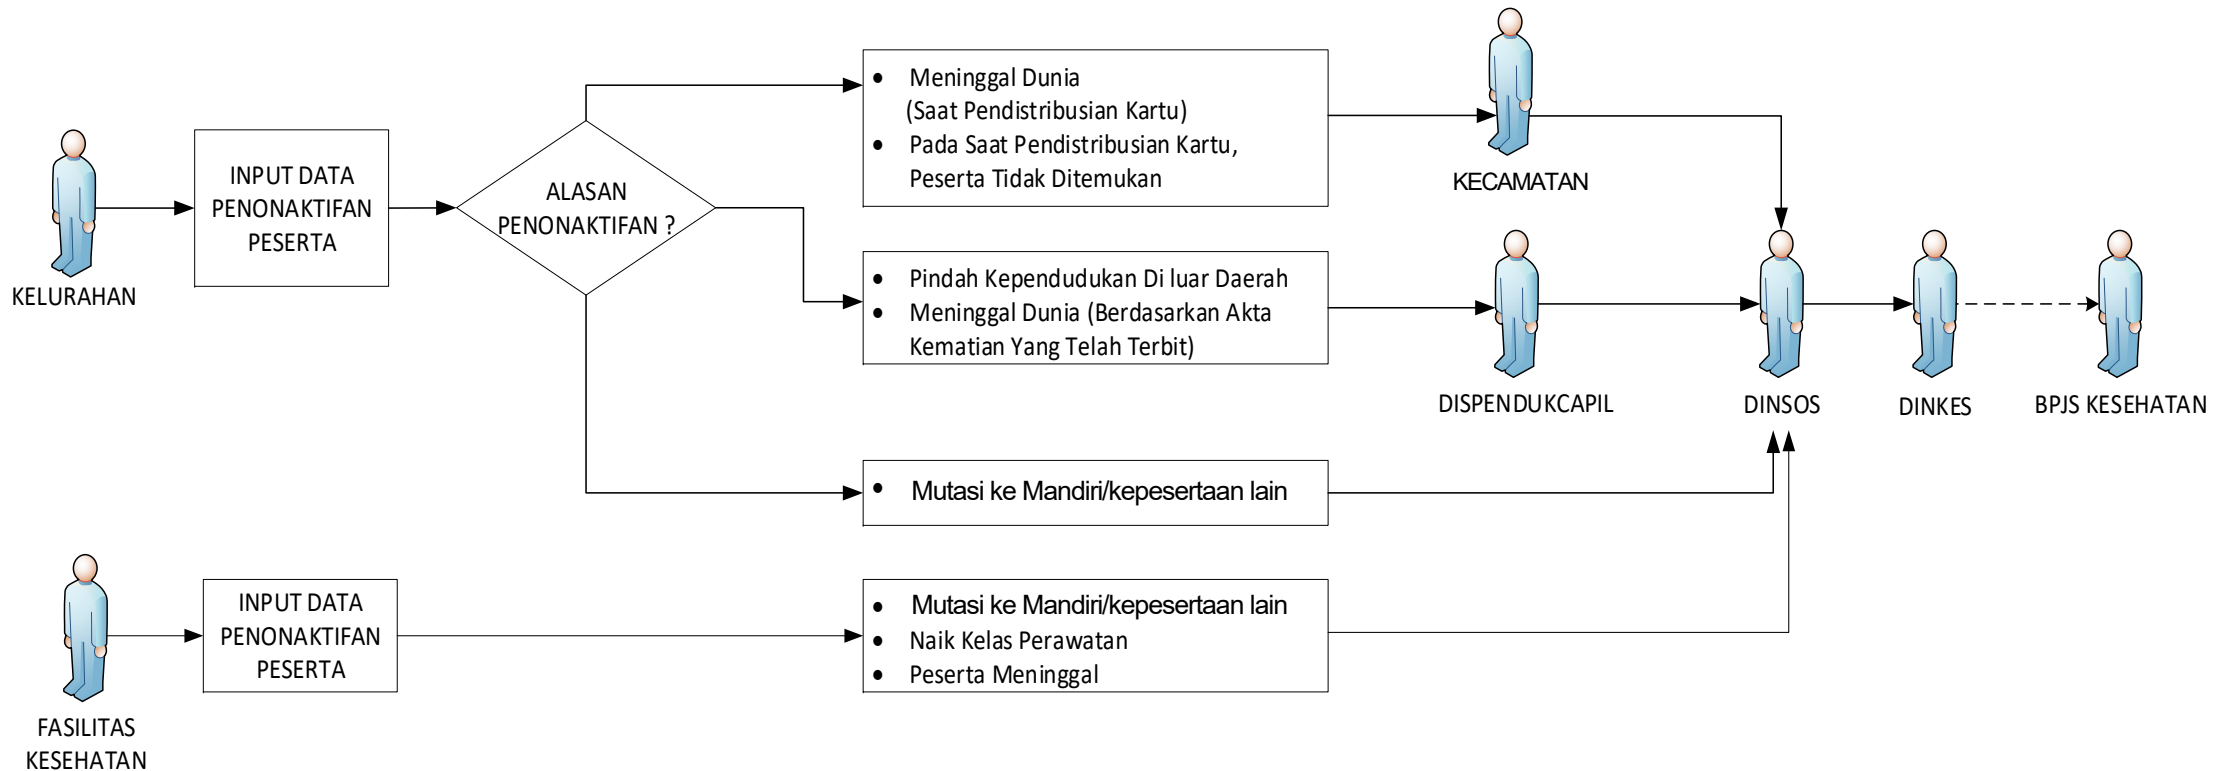 KELURAHAN
INPUT DATA
PENONAKTIFAN
PESERTA
ALASAN
PENONAKTIFAN ?
• Meninggal Dunia
(Saat Pendistribusian Kartu)
• Pada Saat Pendistribusian Kartu,
Peserta Tidak Ditemukan
KECAMATAN
• Pindah Kependudukan Di luar Daerah
• Meninggal Dunia (Berdasarkan Akta
Kematian Yang Telah Terbit)
DISPENDUKCAPIL
DINSOS
DINKES
BPJS KESEHATAN
• Mutasi ke Mandiri/kepesertaan lain
FASILITAS
KESEHATAN
INPUT DATA
PENONAKTIFAN
PESERTA
• Mutasi ke Mandiri/kepesertaan lain
• Naik Kelas Perawatan
• Peserta Meninggal